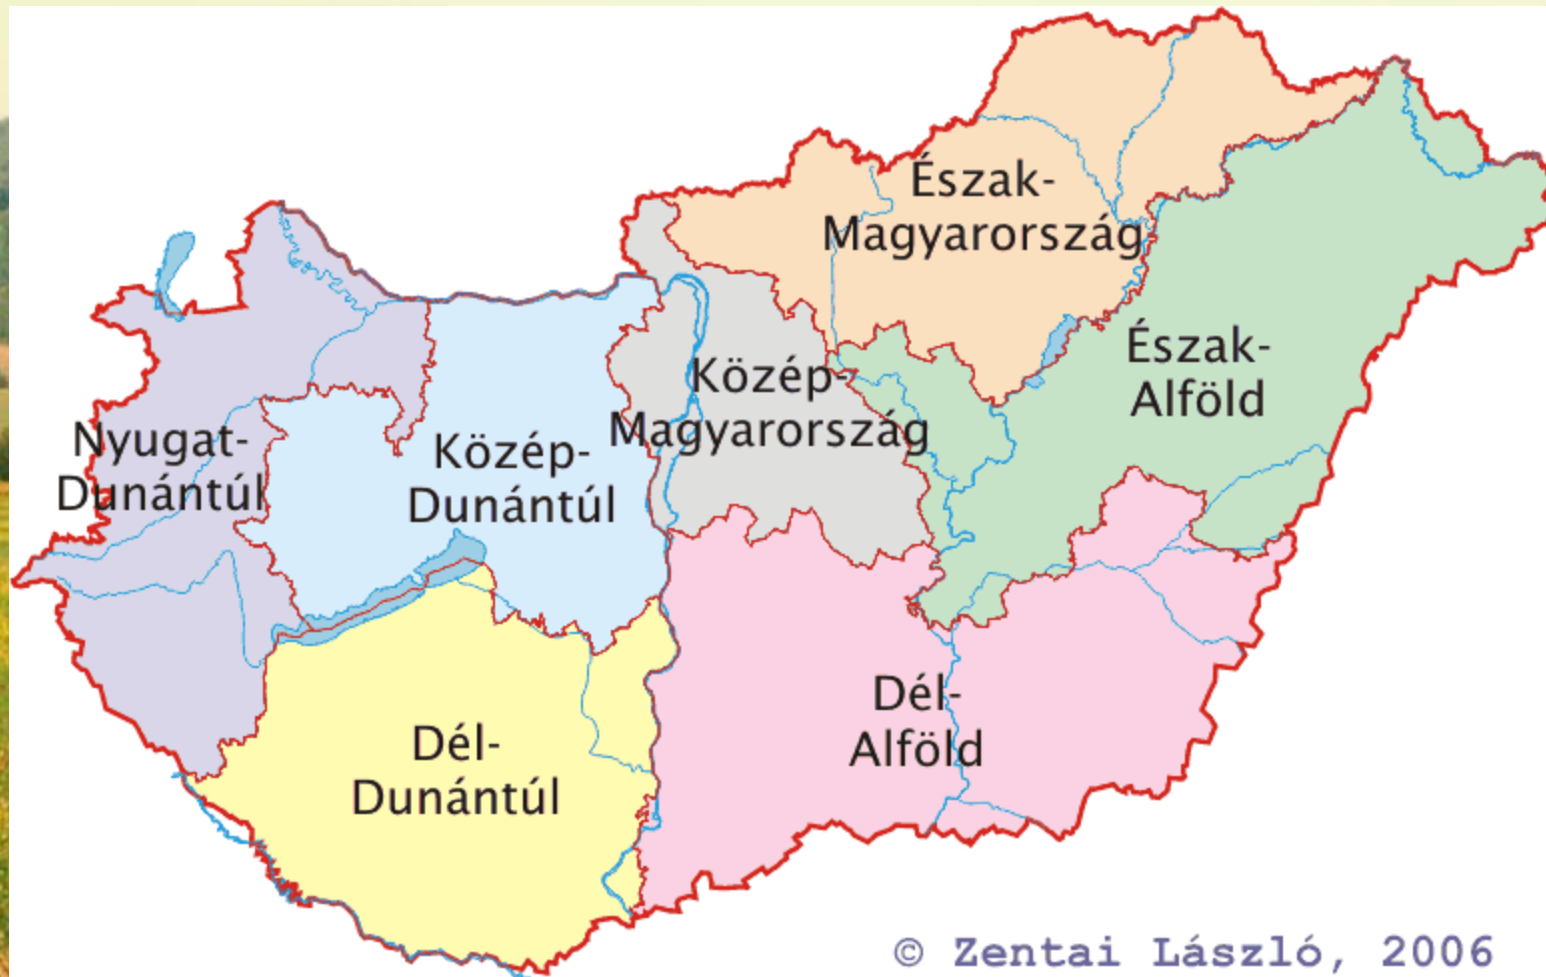 Észak-
Magyarország
Észak-
Alföld
Közép-
Magyarország
Nyugat-
Dunántúl
Közép-
Dunántúl
Dél-
Alföld
Dél-
Dunántúl
© Zentai László, 2006